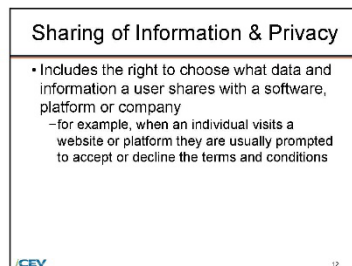 Sharing of Information & Privacy
• Includes the right to choose what data and
information a user shares with a software,
platform or company
–for example, when an individual visits a
website or platform they are usually prompted
to accept or decline the terms and conditions
iCEV
12